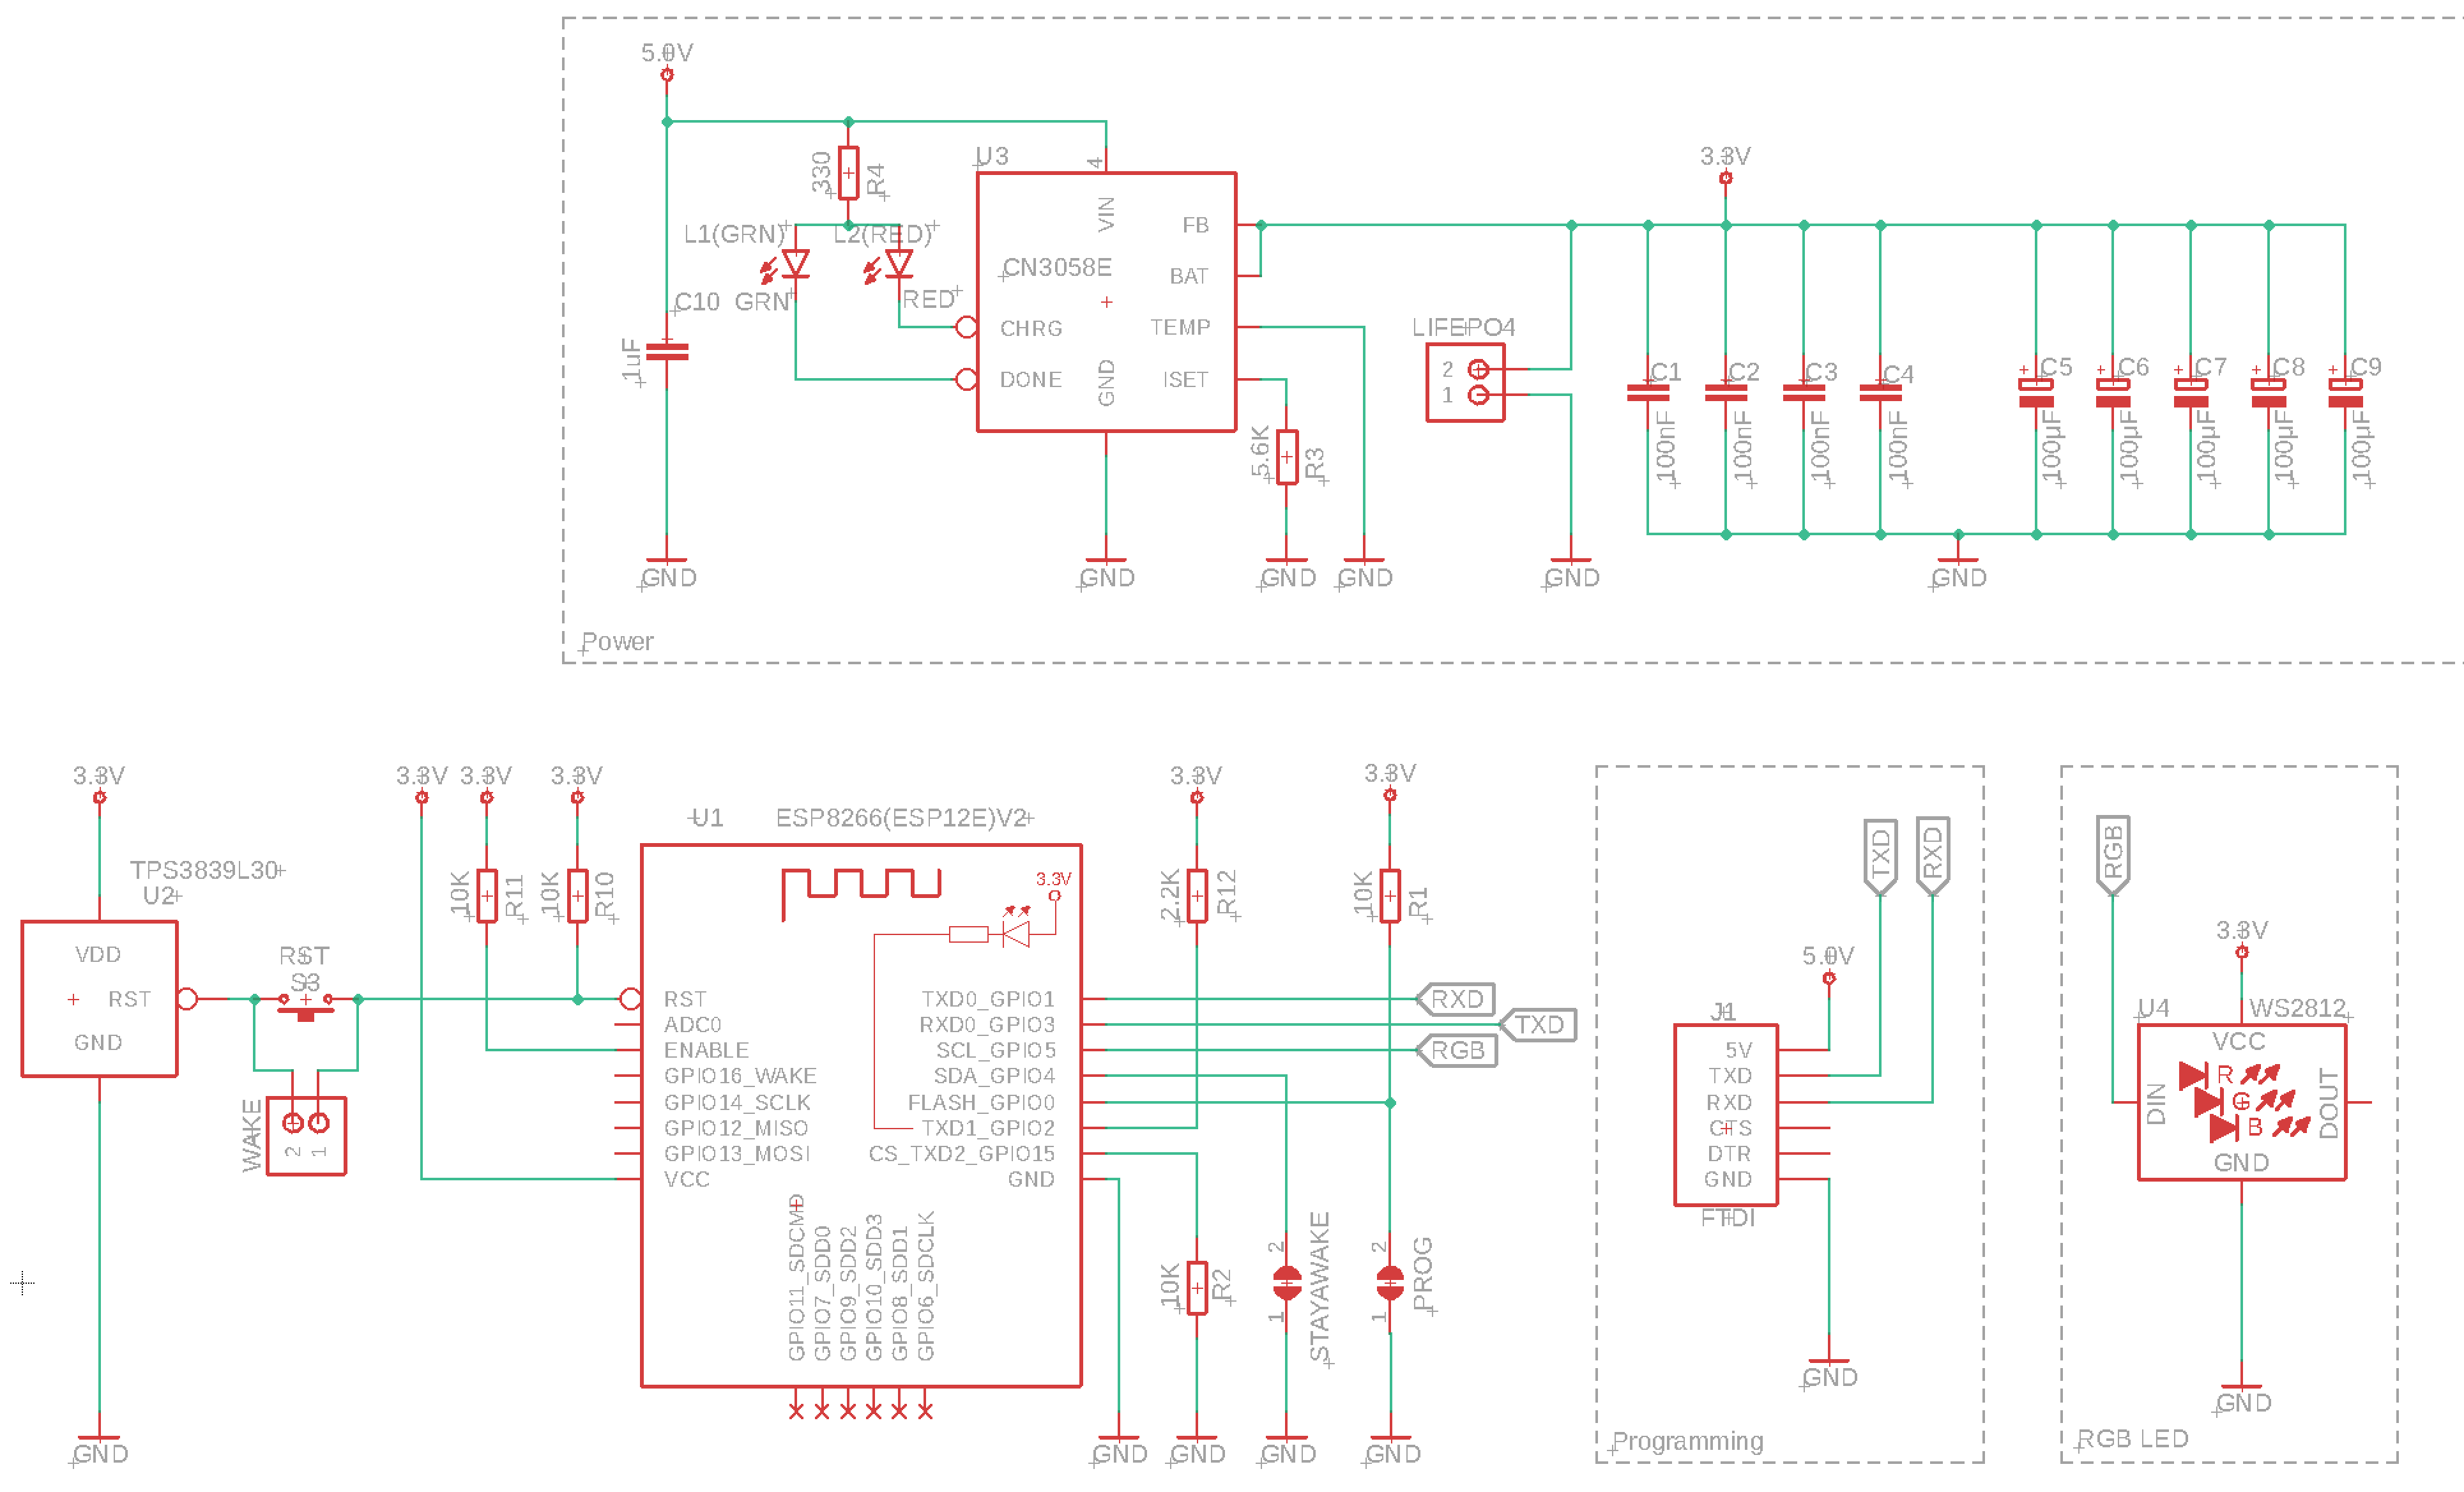 5.0V
330
R4
L1(GRN)
L2(RED)
C10
GRN
RED
1uF
GND
U3
4
VIN
FB
CN3058E
BAT
CHRG
TEMP
DONE
GND
ISET
GND
5.6K
R3
GND
GND
LIFEPO4
2
1
GND
3.3V
C1
100nF
C2
100nF
C3
100nF
C4
100nF
C5
100µF
C6
100µF
C7
100µF
C8
100µF
C9
100µF
GND
Power
3.3V
TPS3839L30
U2
VDD
RST
GND
GND
RST
S3
WAKE
2
1
3.3V
3.3V
3.3V
10K
R11
10K
R10
U1
ESP8266(ESP12E)V2
3.3V
RST
ADC0
ENABLE
GPIO16_WAKE
GPIO14_SCLK
GPIO12_MISO
GPIO13_MOSI
VCC
TXD0_GPIO1
RXD0_GPIO3
SCL_GPIO5
SDA_GPIO4
FLASH_GPIO0
TXD1_GPIO2
CS_TXD2_GPIO15
GND
GPIO11_SDCMD
GPIO7_SDD0
GPIO9_SDD2
GPIO10_SDD3
GPIO8_SDD1
GPIO6_SDCLK
3.3V
2.2K
R12
3.3V
10K
R1
RXD
TXD
RGB
10K
R2
2
1
STAYAWAKE
2
1
PROG
GND
GND
GND
GND
TXD
RXD
5.0V
J1
5V
TXD
RXD
CTS
DTR
GND
FTDI
GND
Programming
RGB
3.3V
U4
WS2812
VCC
DIN
R
G
B
DOUT
GND
GND
RGB LED